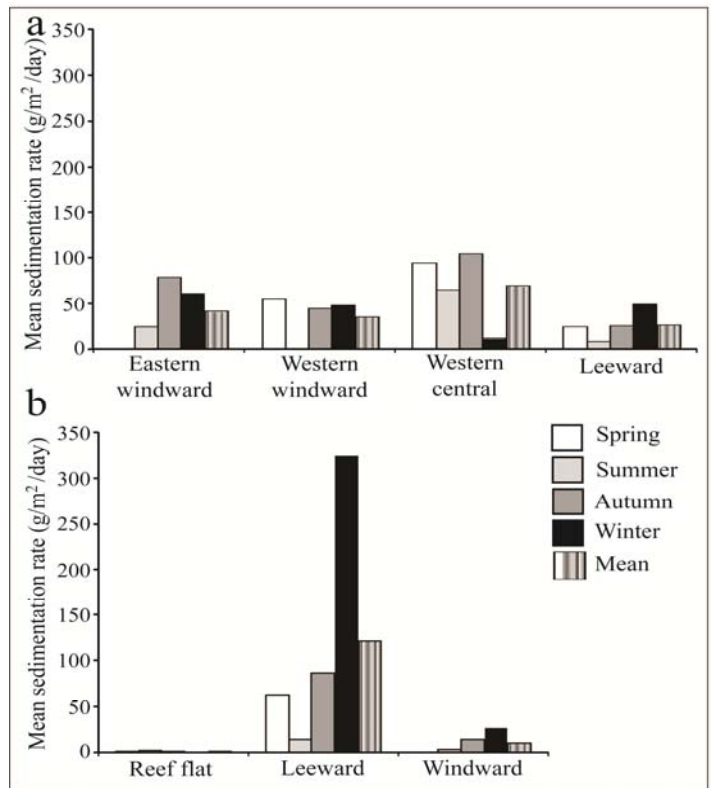 a
Mean sedimentation rate (g/m²/day)
350
300
250
200
150
100
50
0
Eastern
windward
Western
windward
Western
central
Leeward
b
Mean sedimentation rate (g/m²/day)
350
300
250
200
150
100
50
0
Spring
Summer
Autumn
Winter
Mean
Reef flat
Leeward
Windward